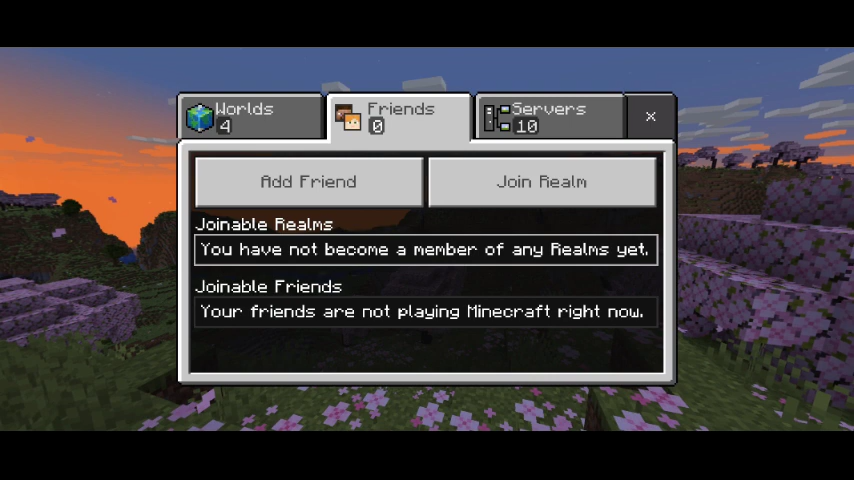 Worlds
4
Friends
0
Servers
10
Add Friend
Join Realm
Joinable Realms
You have not become a member of any Realms yet.
Joinable Friends
Your friends are not playing Minecraft right now.